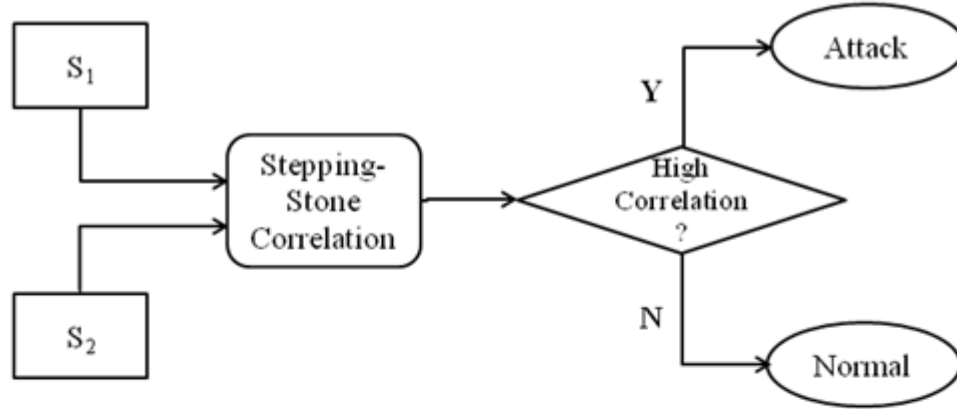 S₁
Stepping-
Stone
Correlation
S₂
High
Correlation
?
Y
Attack
N
Normal